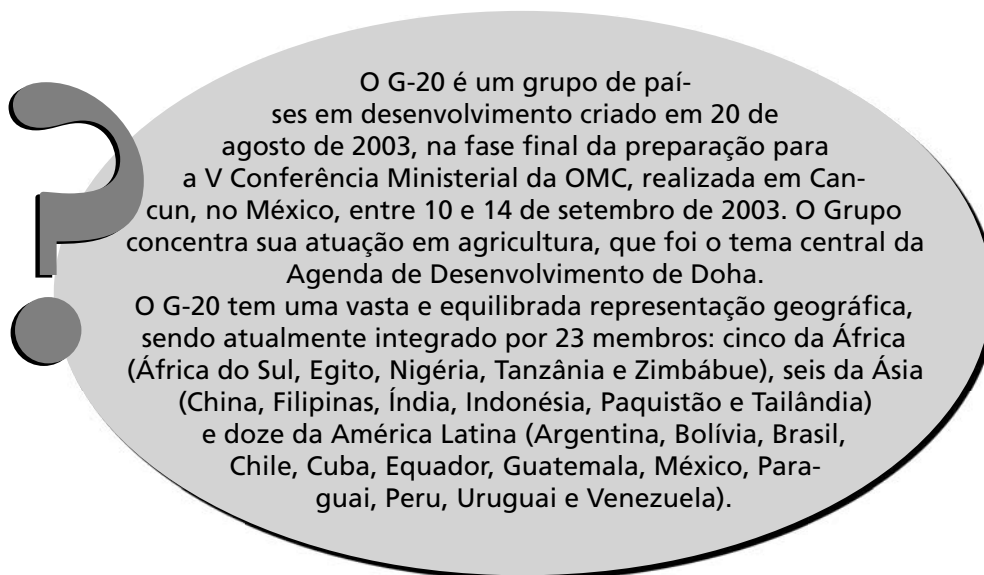 O G-20 é um grupo de paí-
ses em desenvolvimento criado em 20 de
agosto de 2003, na fase final da preparação para
a V Conferência Ministerial da OMC, realizada em Can-
cun, no México, entre 10 e 14 de setembro de 2003. O Grupo
concentra sua atuação em agricultura, que foi o tema central da
Agenda de Desenvolvimento de Doha.
O G-20 tem uma vasta e equilibrada representação geográfica,
sendo atualmente integrado por 23 membros: cinco da África
(África do Sul, Egito, Nigéria, Tanzânia e Zimbábue), seis da Ásia
(China, Filipinas, Índia, Indonésia, Paquistão e Tailândia)
e doze da América Latina (Argentina, Bolívia, Brasil,
Chile, Cuba, Equador, Guatemala, México, Para-
guai, Peru, Uruguai e Venezuela).